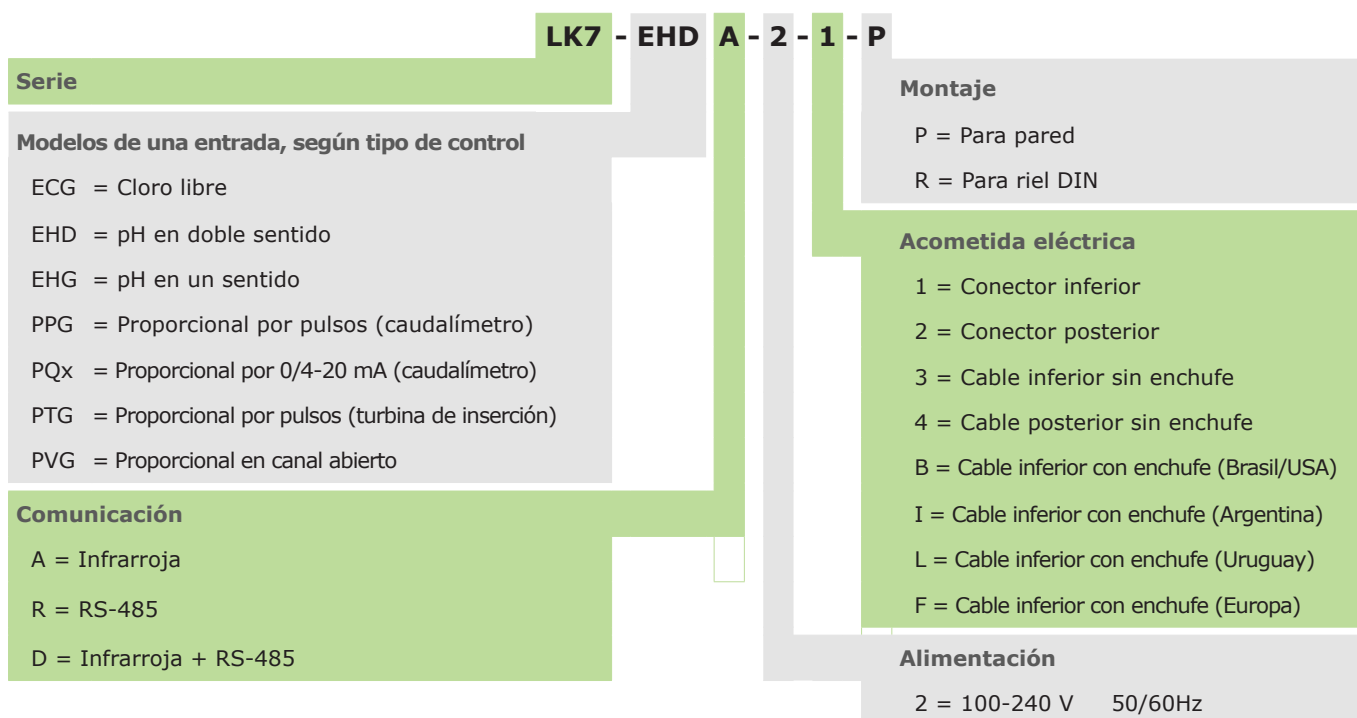 LK7 - EHD A - 2 - 1 - P
Serie
Modelos de una entrada, según tipo de control
ECG = Cloro libre
EHD = pH en doble sentido
EHG = pH en un sentido
PPG = Proporcional por pulsos (caudalímetro)
PQx = Proporcional por 0/4-20 mA (caudalímetro)
PTG = Proporcional por pulsos (turbina de inserción)
PVG = Proporcional en canal abierto
Comunicación
A = Infrarroja
R = RS-485
D = Infrarroja + RS-485
Montaje
P = Para pared
R = Para riel DIN
Acometida eléctrica
1 = Conector inferior
2 = Conector posterior
3 = Cable inferior sin enchufe
4 = Cable posterior sin enchufe
B = Cable inferior con enchufe (Brasil/USA)
I = Cable inferior con enchufe (Argentina)
L = Cable inferior con enchufe (Uruguay)
F = Cable inferior con enchufe (Europa)
Alimentación
2 = 100-240 V 50/60Hz